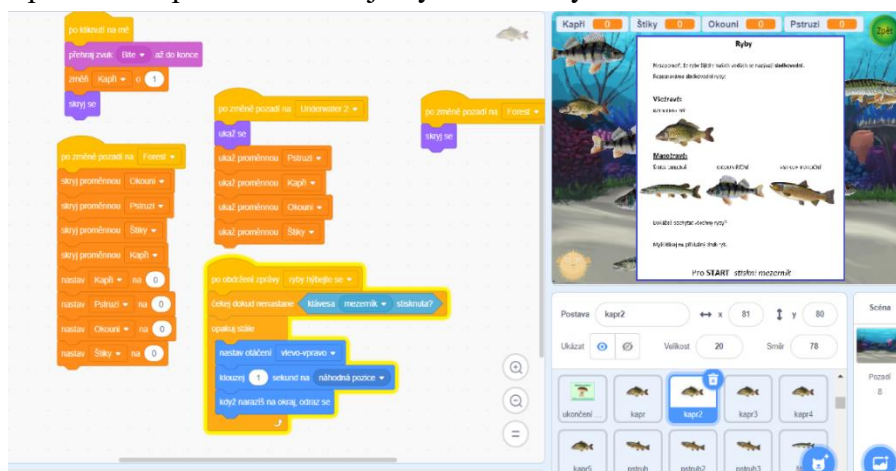 po kliknutí na mě
přehraj zvuk Bite až do konce
změň Kapři o 1
skryj se
po změně pozadí na Forest
skryj proměnnou Okouni
skryj proměnnou Pstruzi
skryj proměnnou Štiky
skryj proměnnou Kapři
nastav Kapři na 0
nastav Pstruzi na 0
nastav Okouni na 0
nastav Štiky na 0
po změně pozadí na Underwater 2
ukaž se
ukaž proměnnou Pstruzi
ukaž proměnnou Kapři
ukaž proměnnou Okouni
ukaž proměnnou Štiky
po obdržení zprávy ryby hýbejte se
čekej dokud nenastane klávesa mezerník stisknuta?
opakuj stále
nastav otáčení vlevo-vpravo
klouzej 1 sekund na náhodná pozice
když narazíš na okraj, odraz se
po změně pozadí na Forest
skryj se
Kapři 0 Štiky 0 Okouni 0 Pstruzi 0
Zpět
Ryby
Všežravci:
Masožravci:
Pro START stiskni mezerník
Postava kapr2 x 81 y 80
Ukázat Velikost 20 Směr 78
ukončení ... kapr kapr2 kapr3 kapr4
kapr5 pstruh pstruh2 pstruh3
Scéna
Pozadí
8